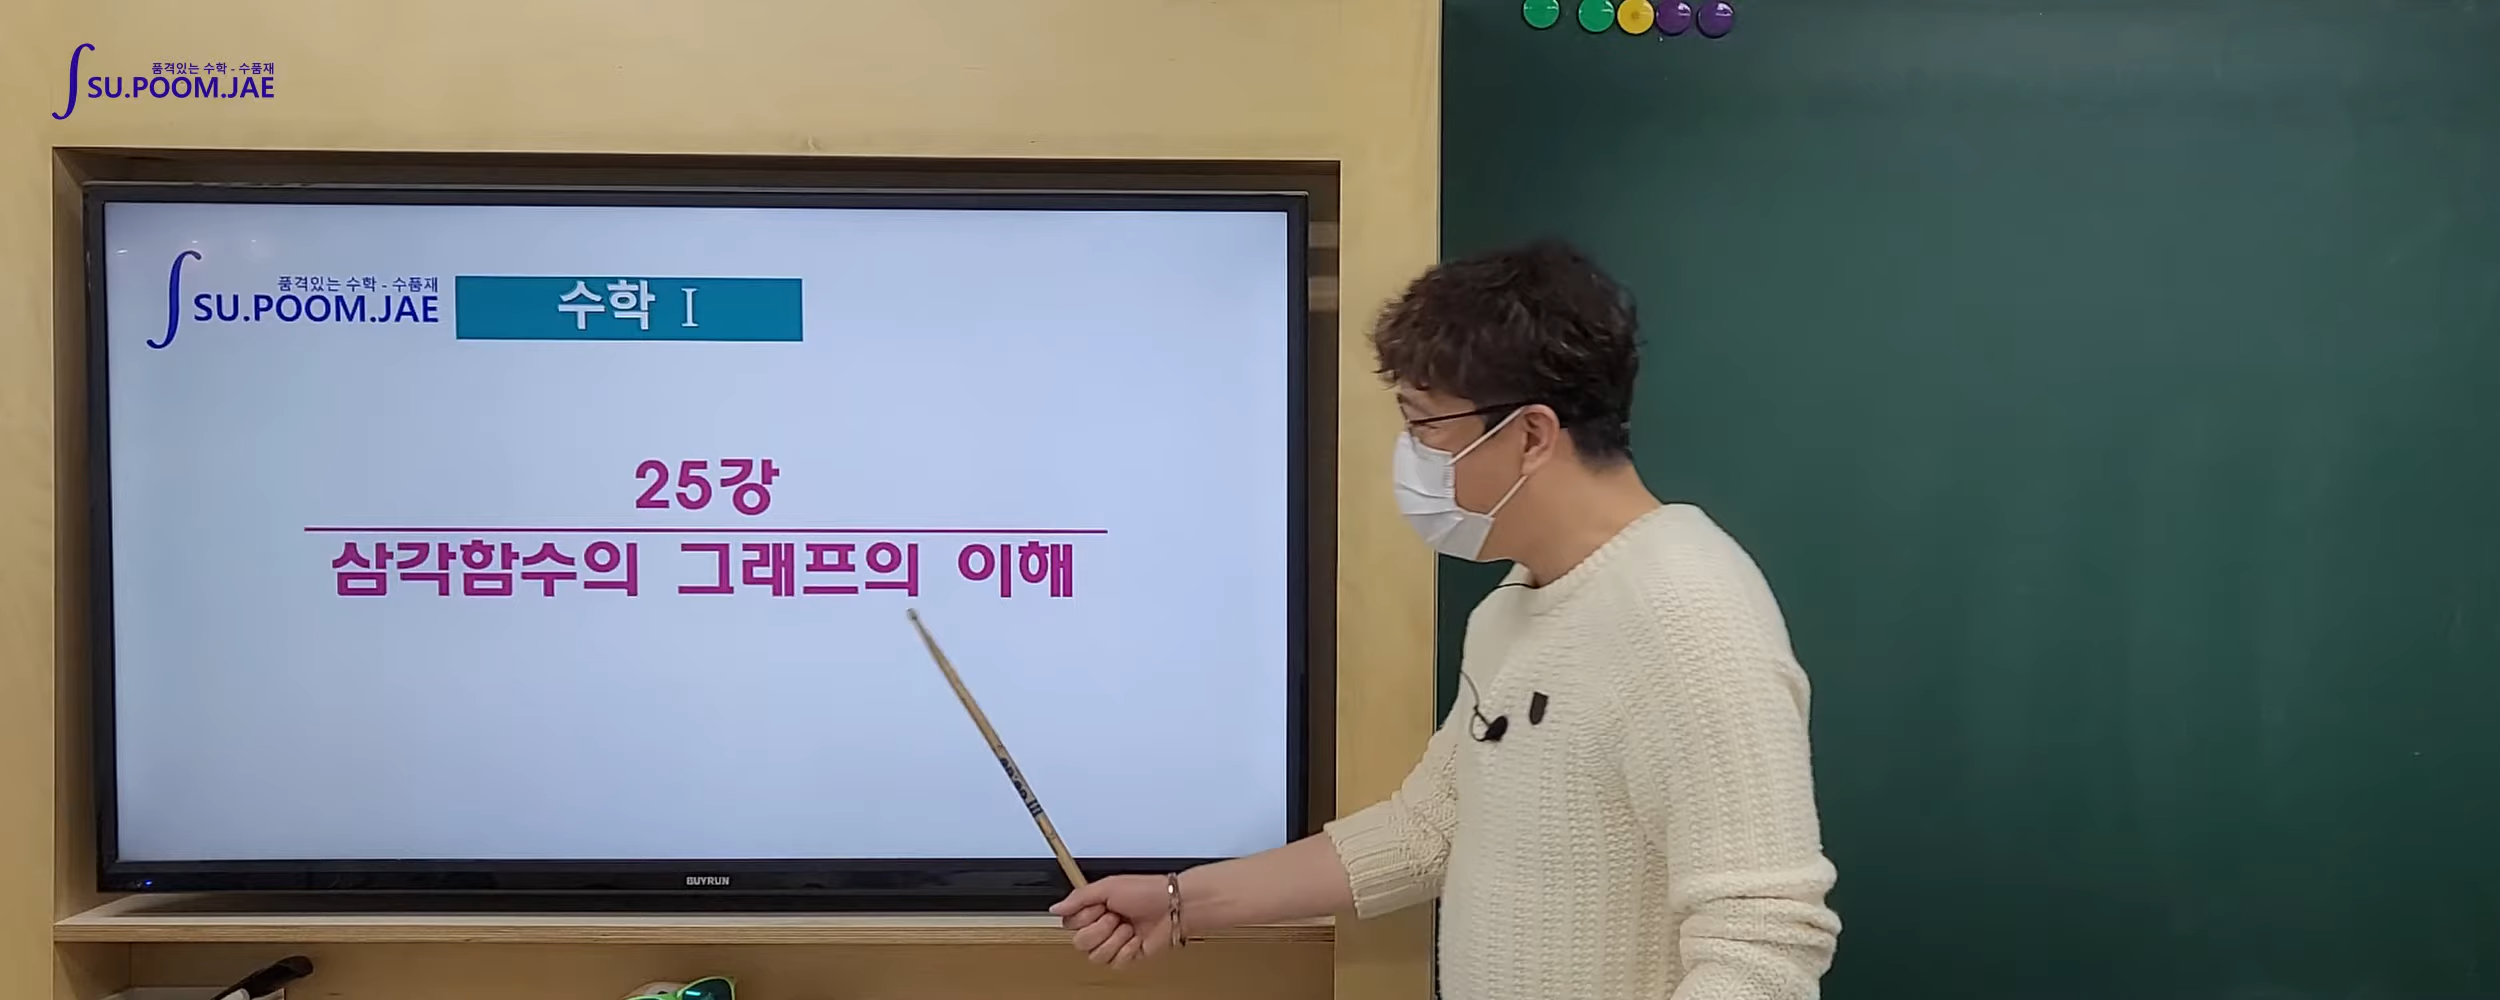 품격있는 수학 - 수품재
SU.POOM.JAE
품격있는 수학 - 수품재
SU.POOM.JAE
수학 I
25강
삼각함수의 그래프의 이해
BUYRUN